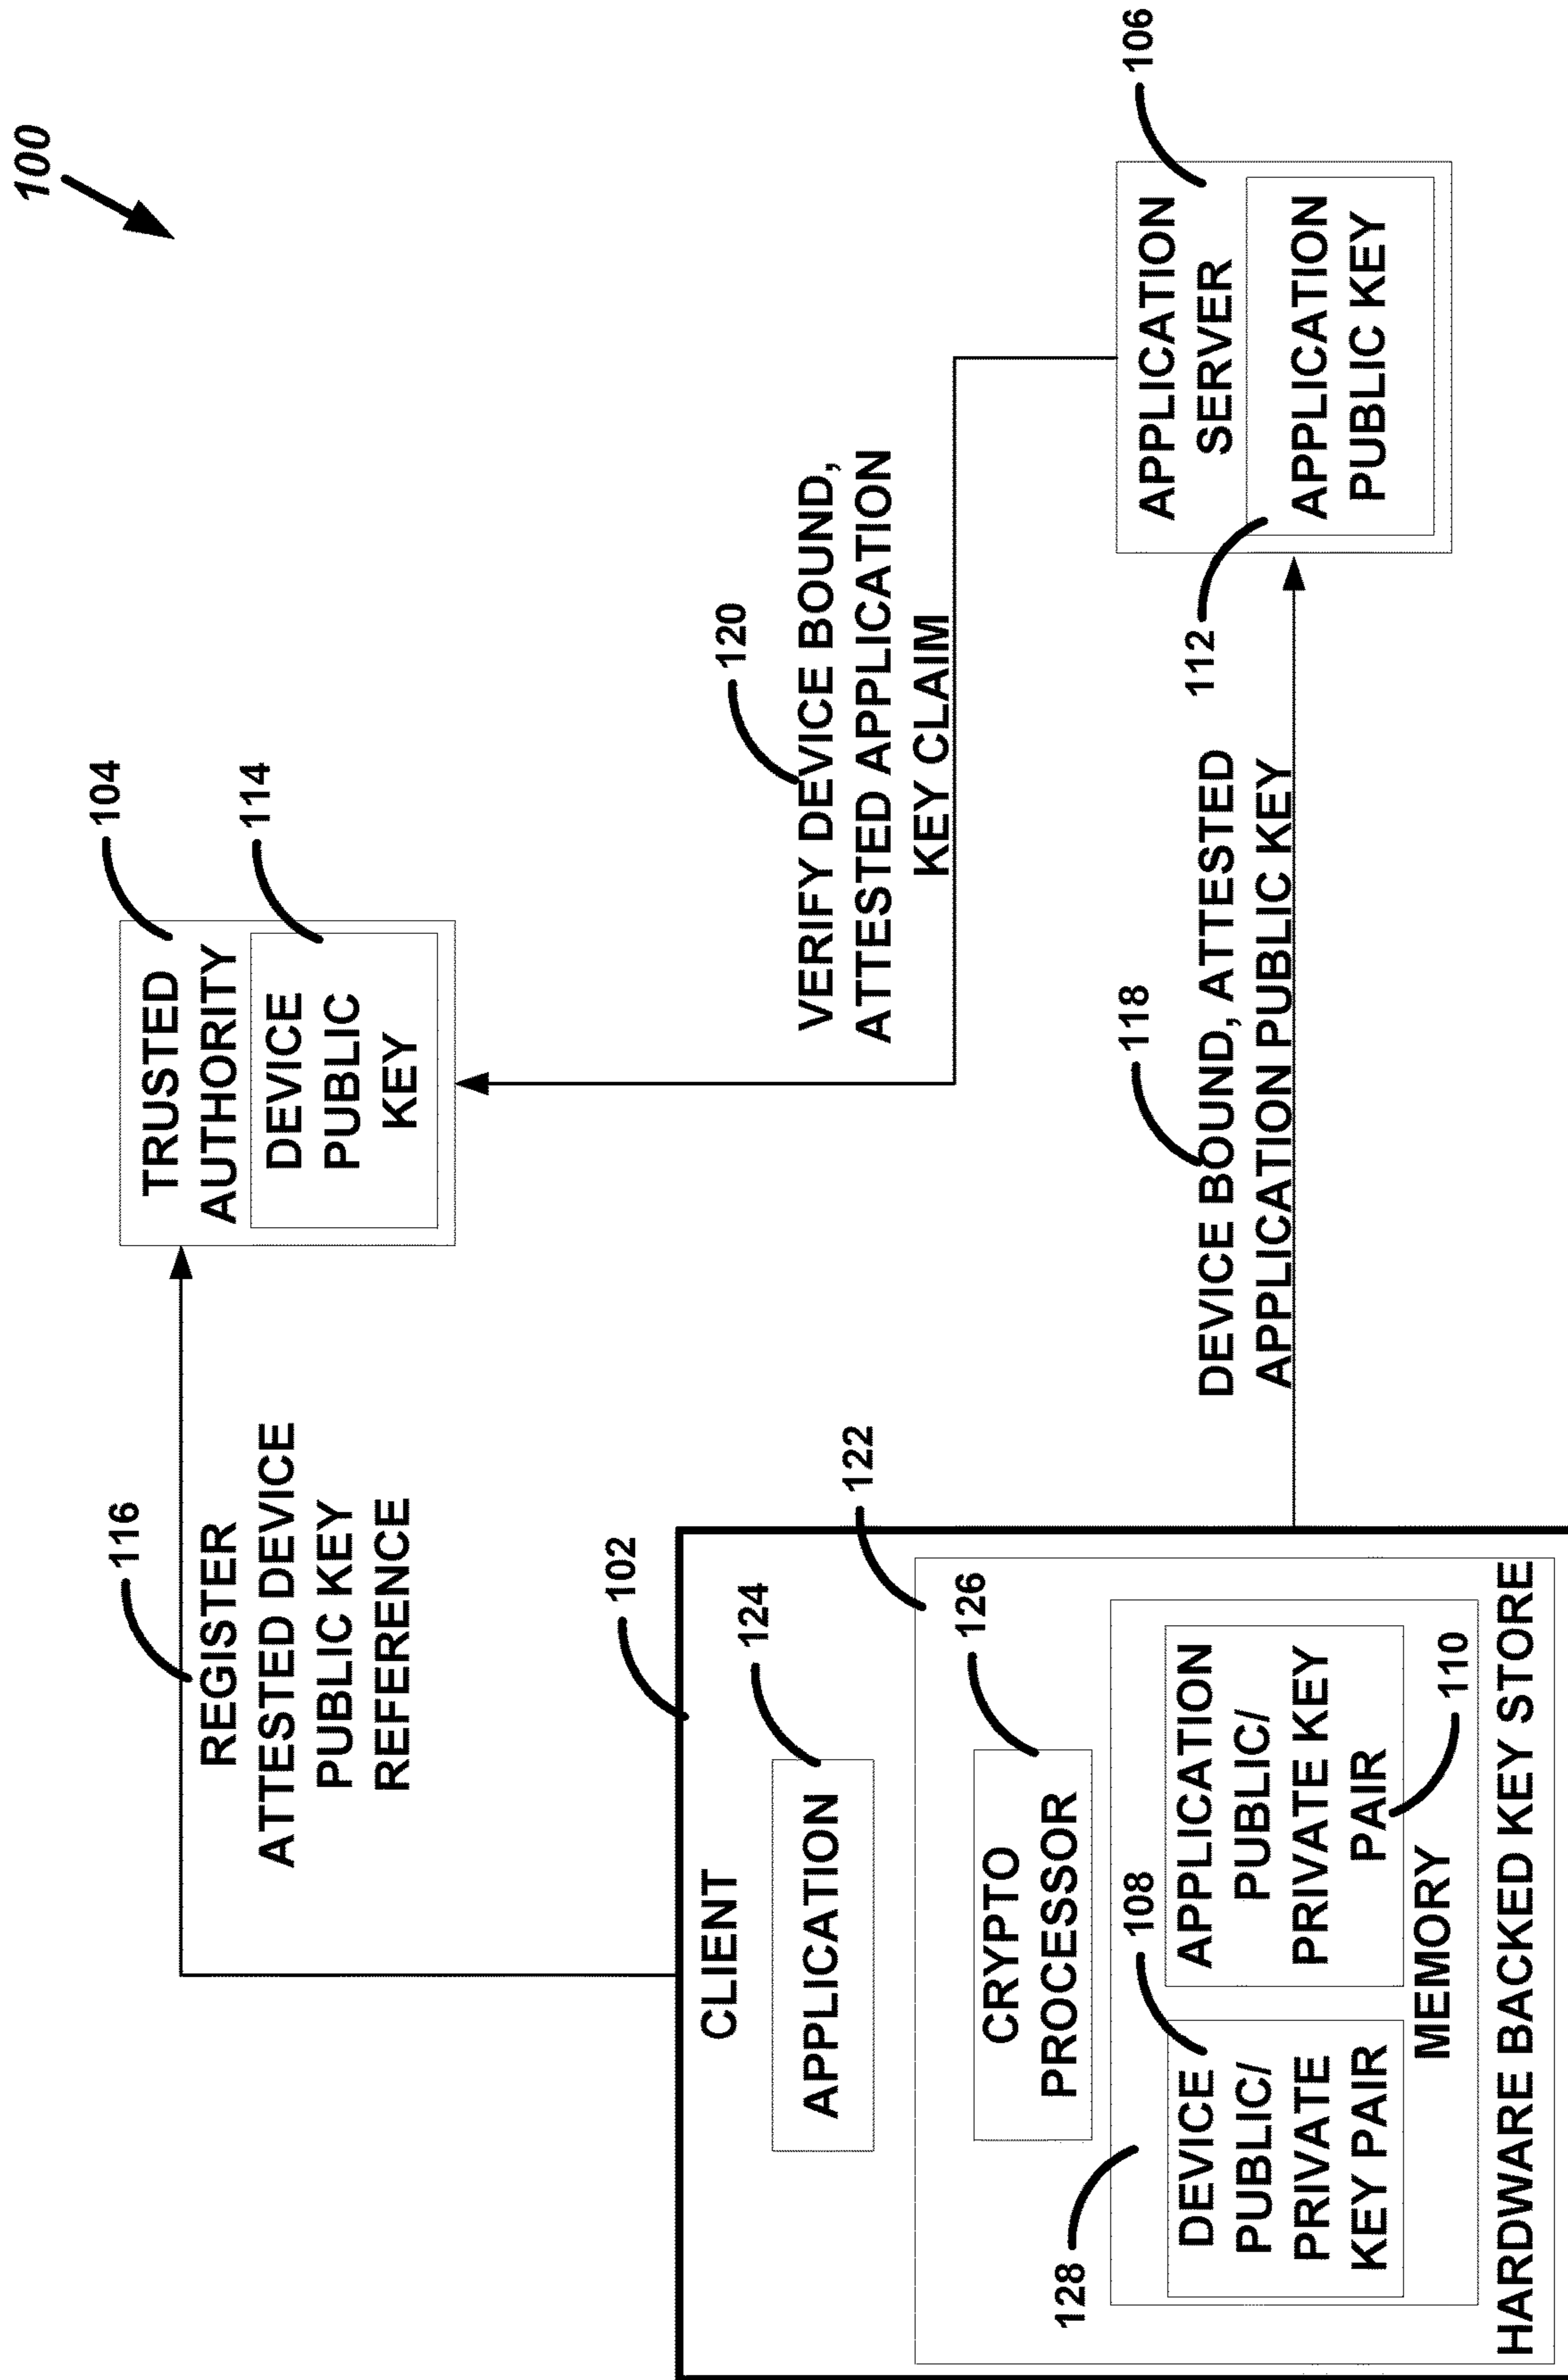 100
116
REGISTER
ATTESTED DEVICE
PUBLIC KEY
REFERENCE
104
TRUSTED
AUTHORITY
114
DEVICE
PUBLIC
KEY
120
VERIFY DEVICE BOUND,
ATTESTED APPLICATION
KEY CLAIM
102
CLIENT
124
APPLICATION
122
126
CRYPTO
PROCESSOR
128
108
DEVICE
PUBLIC/
PRIVATE
KEY PAIR
APPLICATION
PUBLIC/
PRIVATE KEY
PAIR
110
MEMORY
HARDWARE BACKED KEY STORE
118
DEVICE BOUND, ATTESTED
APPLICATION PUBLIC KEY
106
APPLICATION
SERVER
112
APPLICATION
PUBLIC KEY